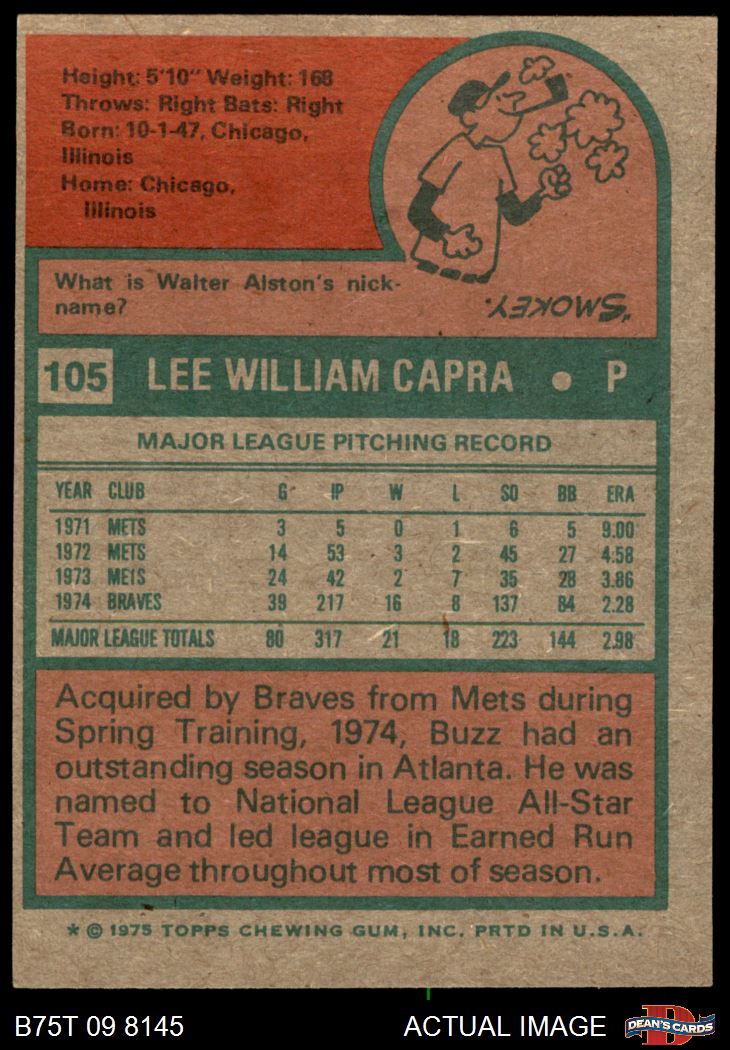 Height: 5'10" Weight: 168
Throws: Right Bats: Right
Born: 10-1-47, Chicago,
Illinois
Home: Chicago,
Illinois
What is Walter Alston's nick-
name?
"SMOKEY.
105 LEE WILLIAM CAPRA • P
MAJOR LEAGUE PITCHING RECORD
YEAR CLUB G IP W L SO BB ERA
1971 METS 3 5 0 1 6 5 9.00
1972 METS 14 53 3 2 45 27 4.58
1973 METS 24 42 2 7 35 28 3.86
1974 BRAVES 39 217 16 8 137 84 2.28
MAJOR LEAGUE TOTALS 80 317 21 18 223 144 2.98
Acquired by Braves from Mets during
Spring Training, 1974, Buzz had an
outstanding season in Atlanta. He was
named to National League All-Star
Team and led league in Earned Run
Average throughout most of season.
* © 1975 TOPPS CHEWING GUM, INC. PRTD IN U.S.A.
B75T 09 8145 ACTUAL IMAGE
D
DEAN'S CARDS